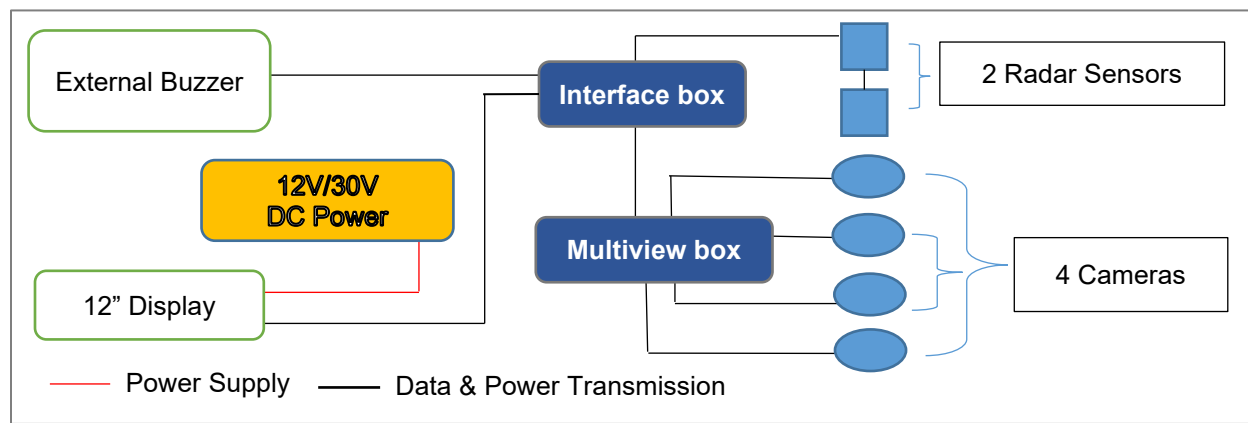 External Buzzer
Interface box
2 Radar Sensors
12V/30V
DC Power
Multiview box
4 Cameras
12” Display
Power Supply
Data & Power Transmission